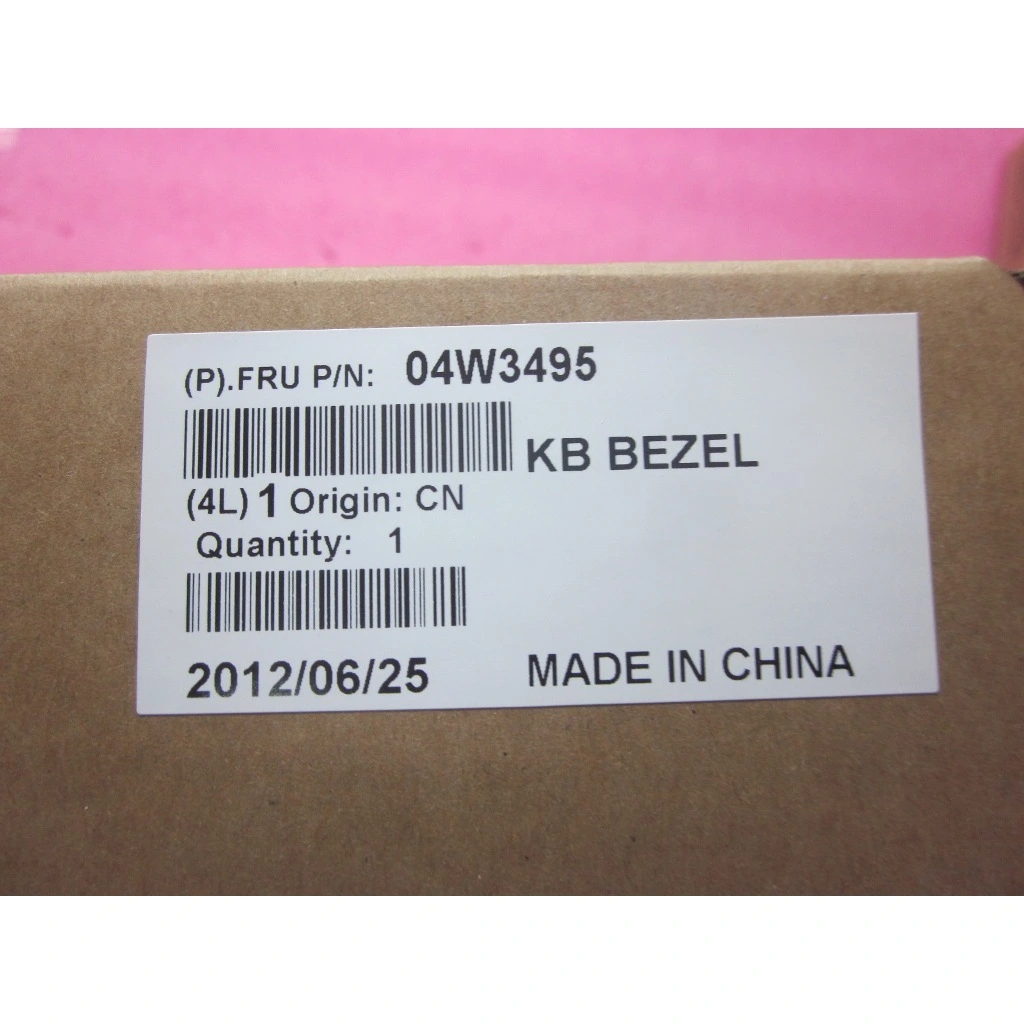 (P).FRU P/N: 04W3495
KB BEZEL
(4L) 1 Origin: CN
Quantity: 1
2012/06/25 MADE IN CHINA